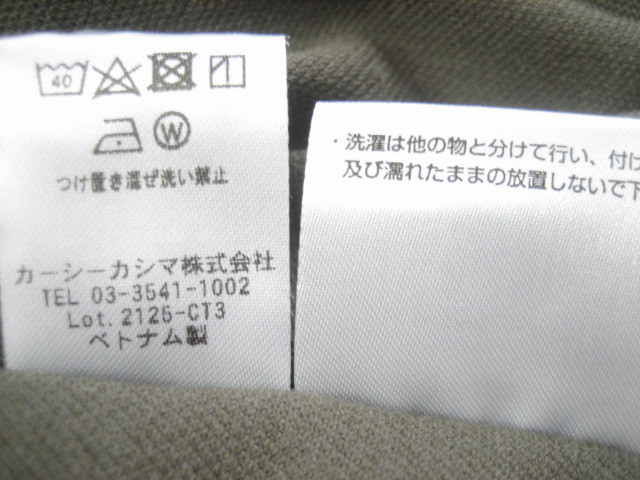 40
W
つけ置き混ぜ洗い禁止
カーシーカシマ株式会社
TEL 03-3541-1002
Lot. 2126-CT3
ベトナム製
・洗濯は他の物と分けて行い、付け
及び濡れたままの放置しないで下